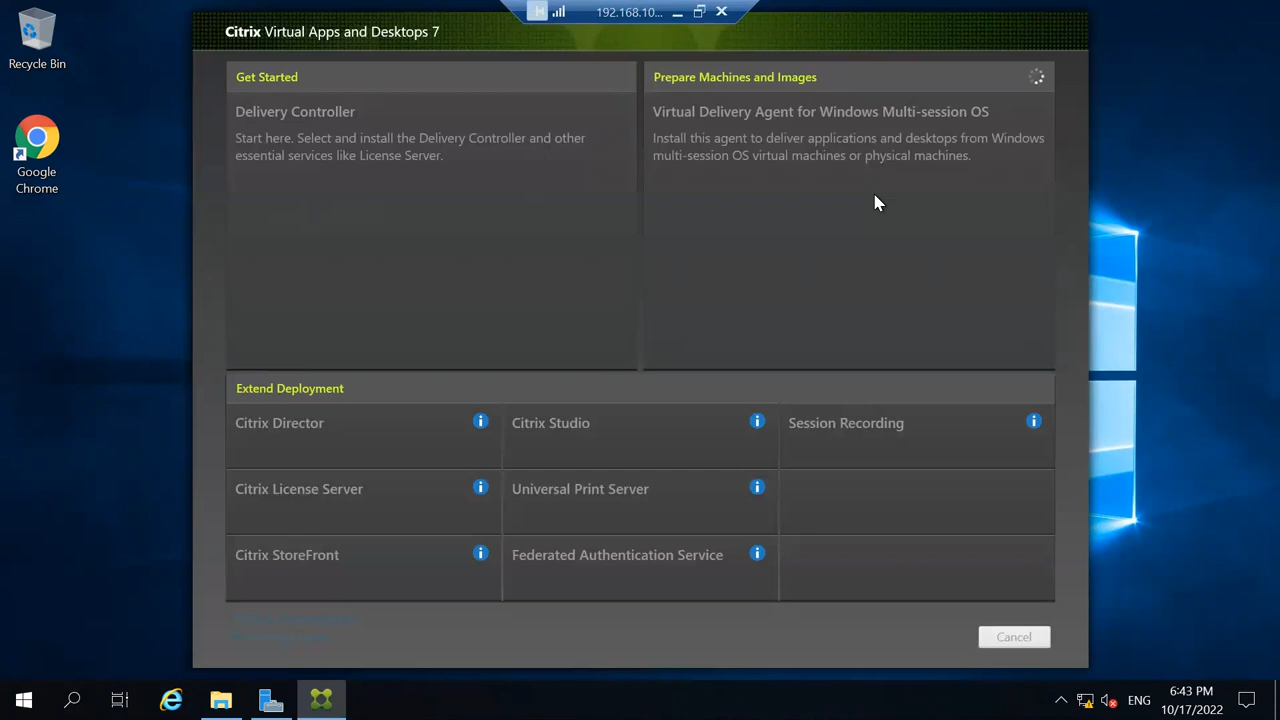 192.168.10...
Recycle Bin
Google
Chrome
Citrix Virtual Apps and Desktops 7
Get Started
Delivery Controller
Start here. Select and install the Delivery Controller and other
essential services like License Server.
Prepare Machines and Images
Virtual Delivery Agent for Windows Multi-session OS
Install this agent to deliver applications and desktops from Windows
multi-session OS virtual machines or physical machines.
Extend Deployment
Citrix Director
Citrix Studio
Session Recording
Citrix License Server
Universal Print Server
Citrix StoreFront
Federated Authentication Service
Cancel
ENG
6:43 PM
10/17/2022